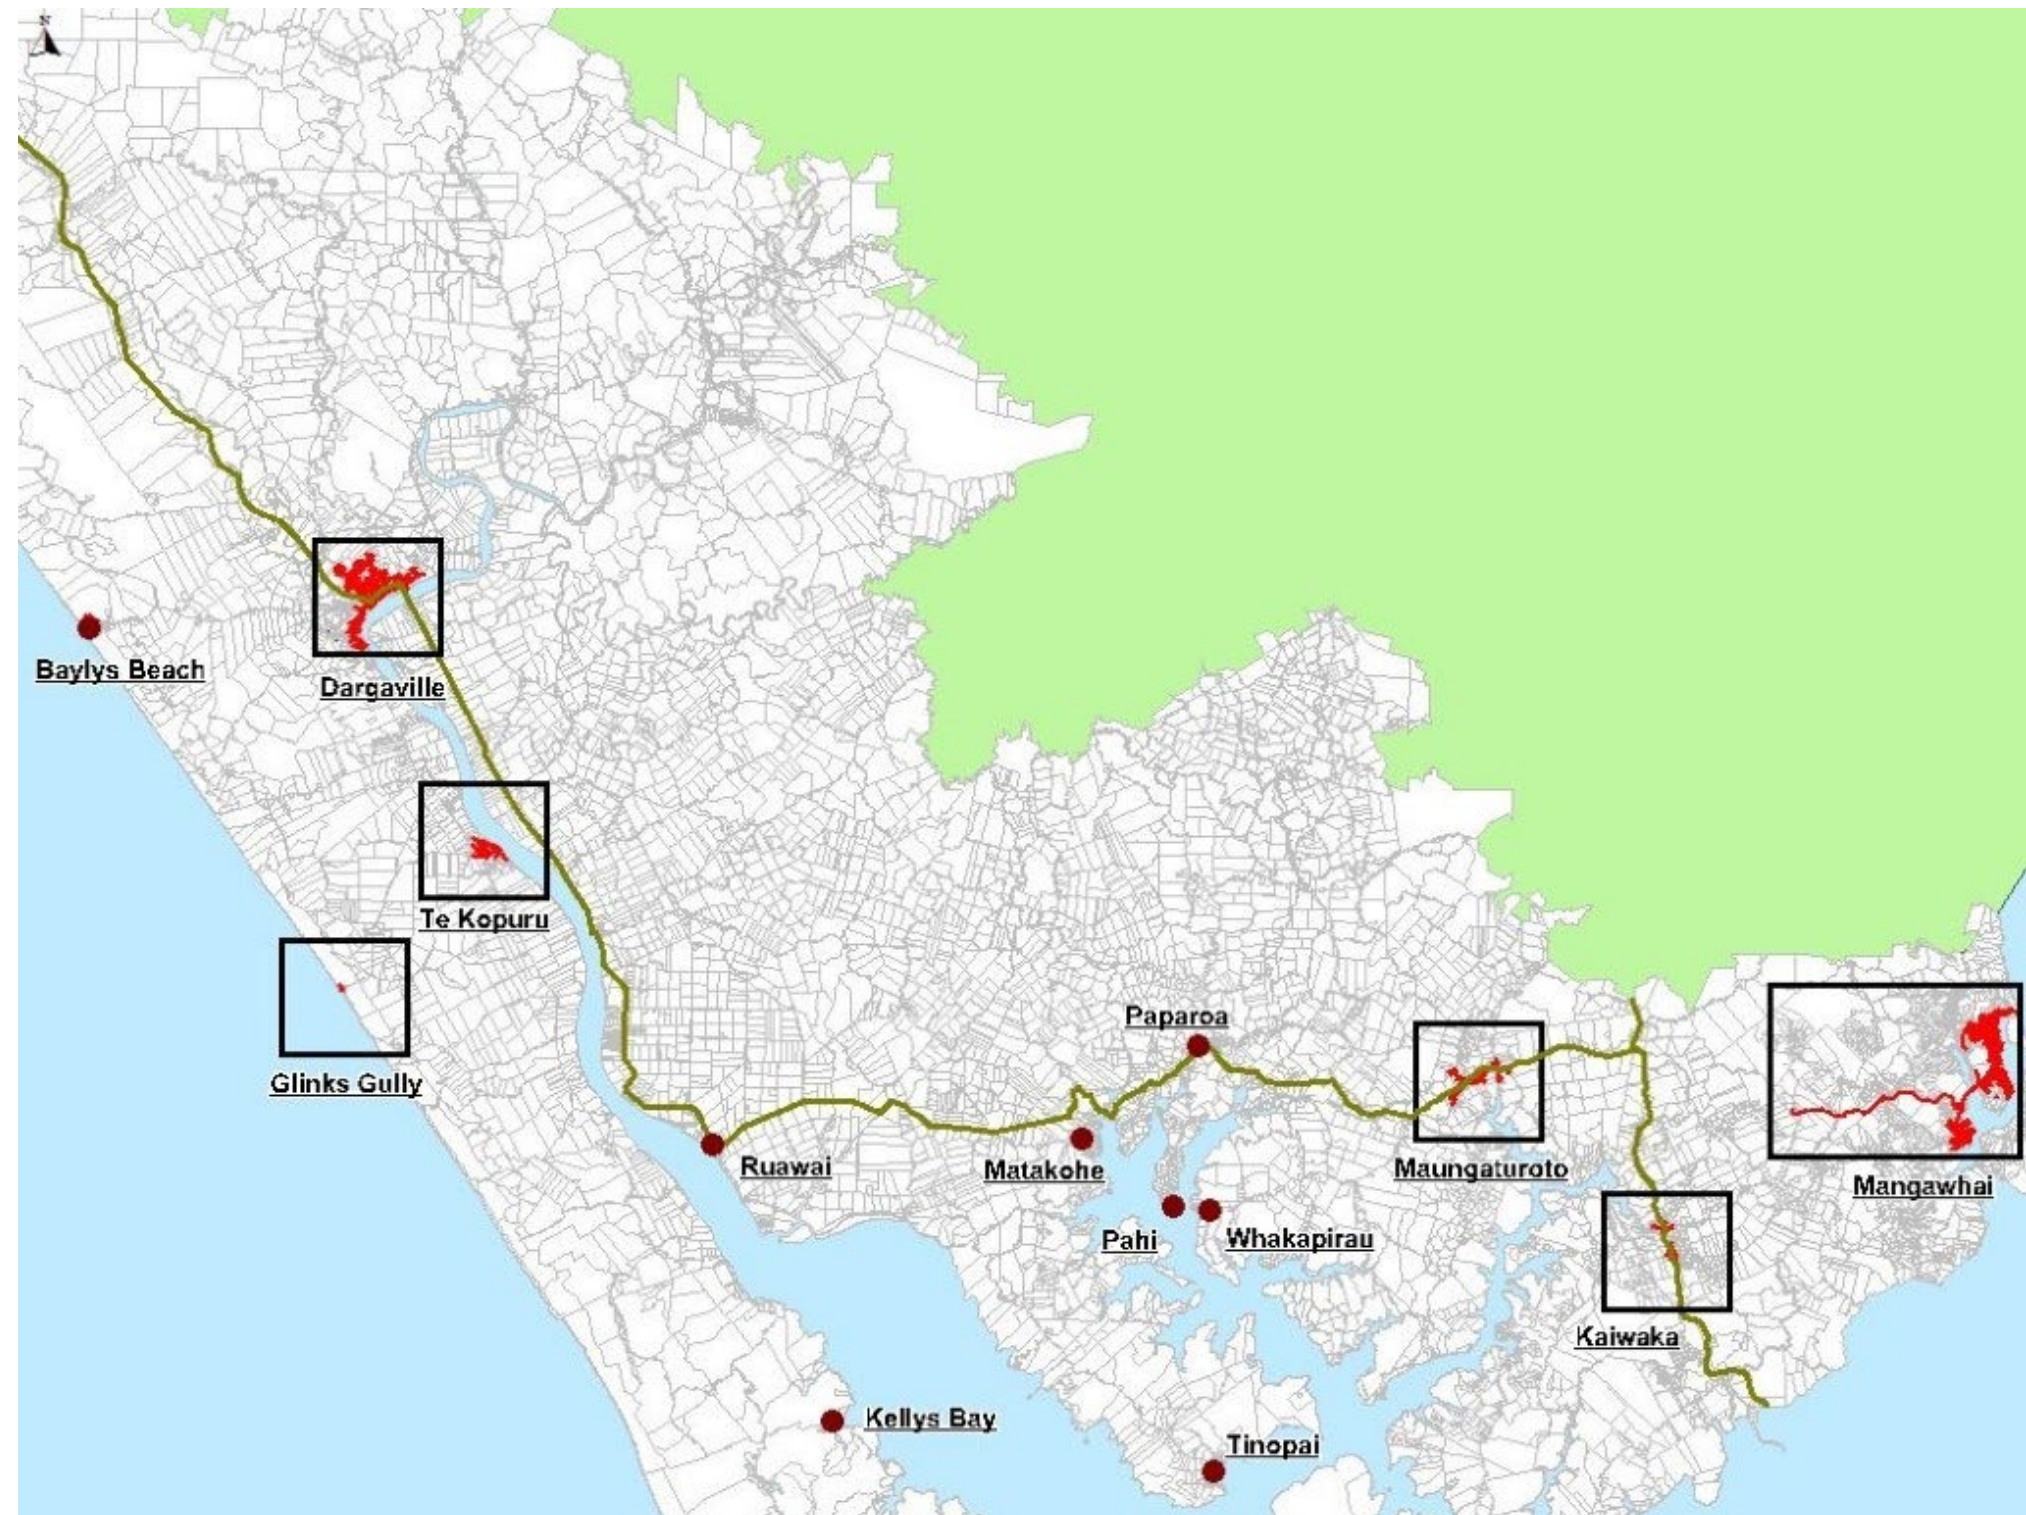 N
Baylys Beach
Dargaville
Te Kopuru
Glinks Gully
Paparoa
Ruawai
Matakohe
Maungaturoto
Mangawhai
Pahi
Whakapirau
Kaiwaka
Kellys Bay
Tinopai